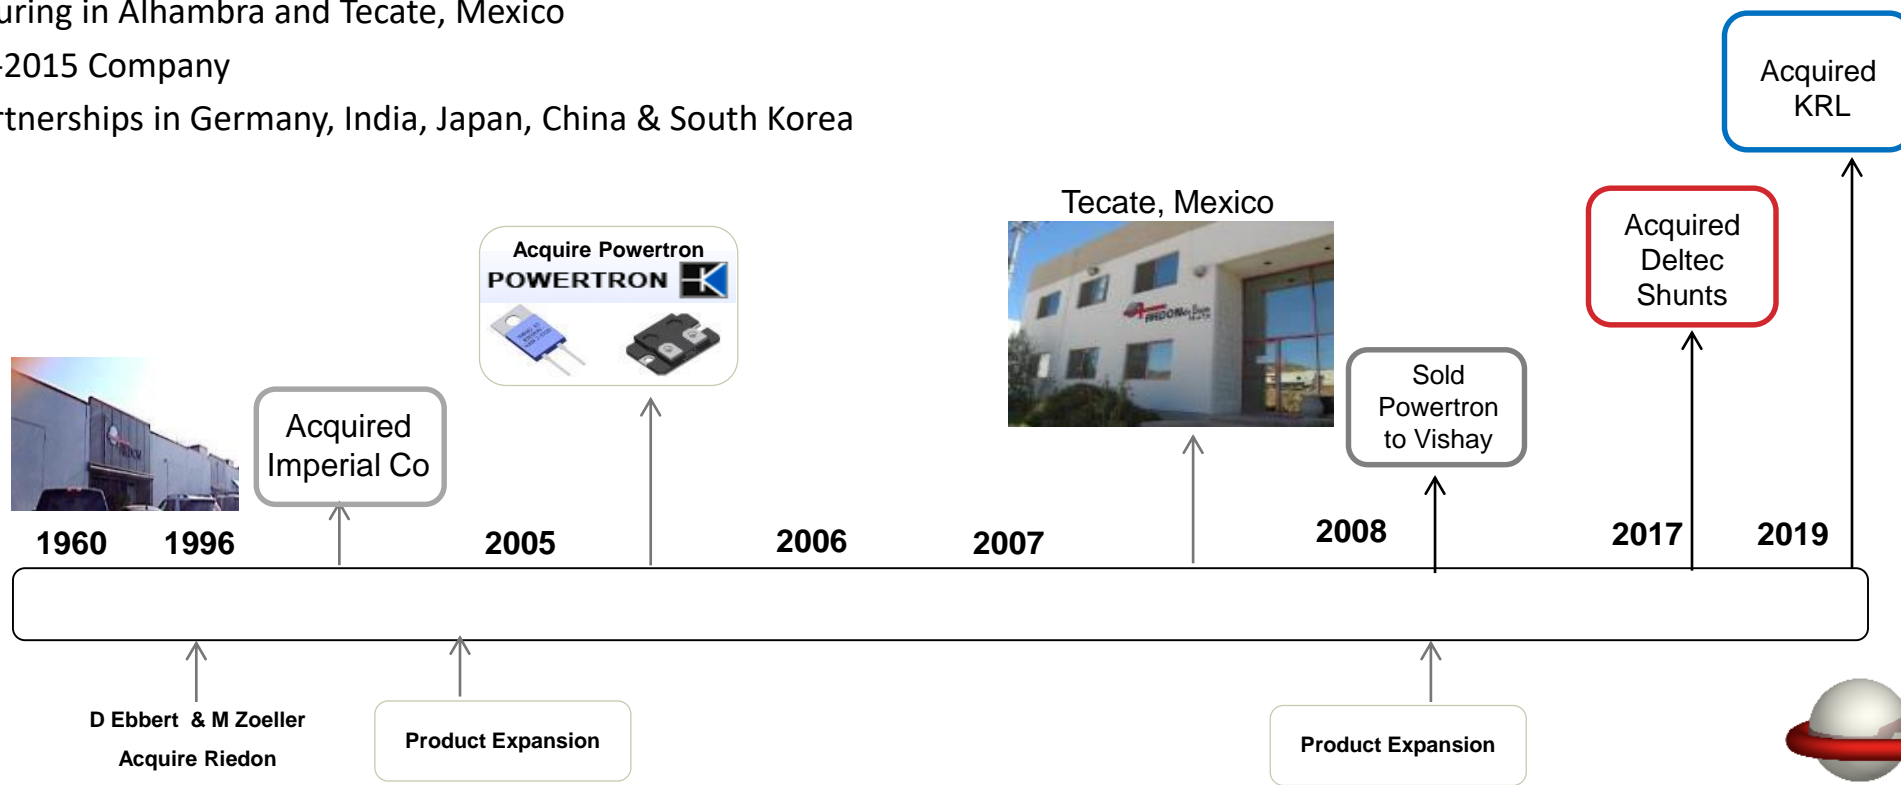 uring in Alhambra and Tecate, Mexico
-2015 Company
rtnerships in Germany, India, Japan, China & South Korea
Acquired
KRL
Tecate, Mexico
Acquired
Deltec
Shunts
Acquire Powertron
POWERTRON
Sold
Powertron
to Vishay
Acquired
Imperial Co
1960 1996 2005 2006 2007 2008 2017 2019
D Ebbert & M Zoeller
Acquire Riedon
Product Expansion
Product Expansion